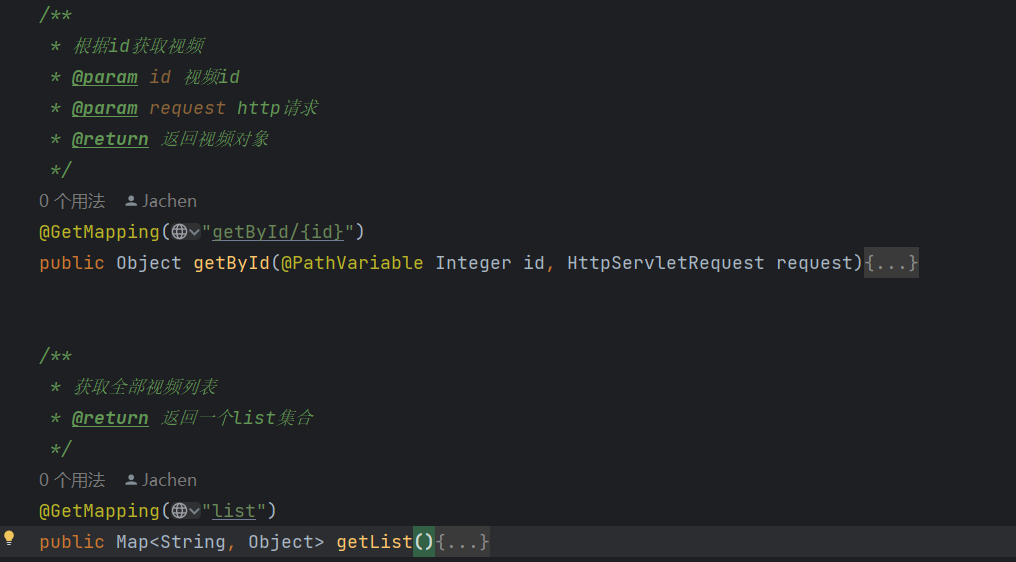 /**
 * 根据id获取视频
 * @param id 视频id
 * @param request http请求
 * @return 返回视频对象
 */
0 个用法 Jachen
@GetMapping("getById/{id}")
public Object getById(@PathVariable Integer id, HttpServletRequest request){...}
/**
 * 获取全部视频列表
 * @return 返回一个list集合
 */
0 个用法 Jachen
@GetMapping("list")
public Map<String, Object> getList(){...}